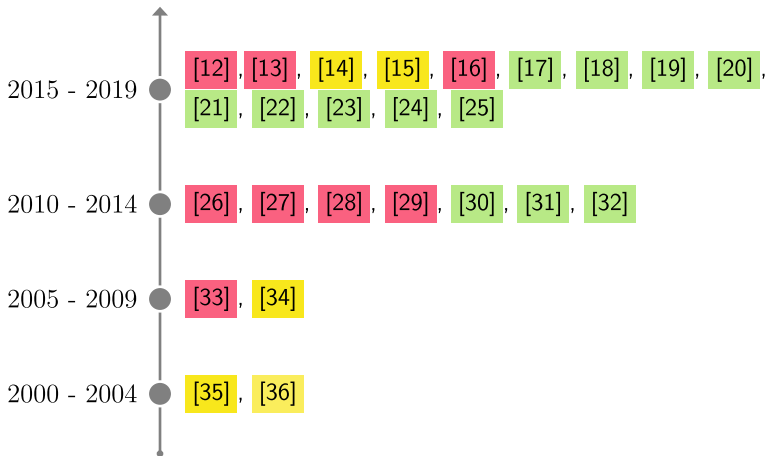 [12], [13], [14], [15], [16], [17], [18], [19], [20],
2015 - 2019
[21], [22], [23], [24], [25]
2010 - 2014 [26], [27], [28], [29], [30], [31], [32]
2005 - 2009 [33], [34]
2000 - 2004 [35], [36]